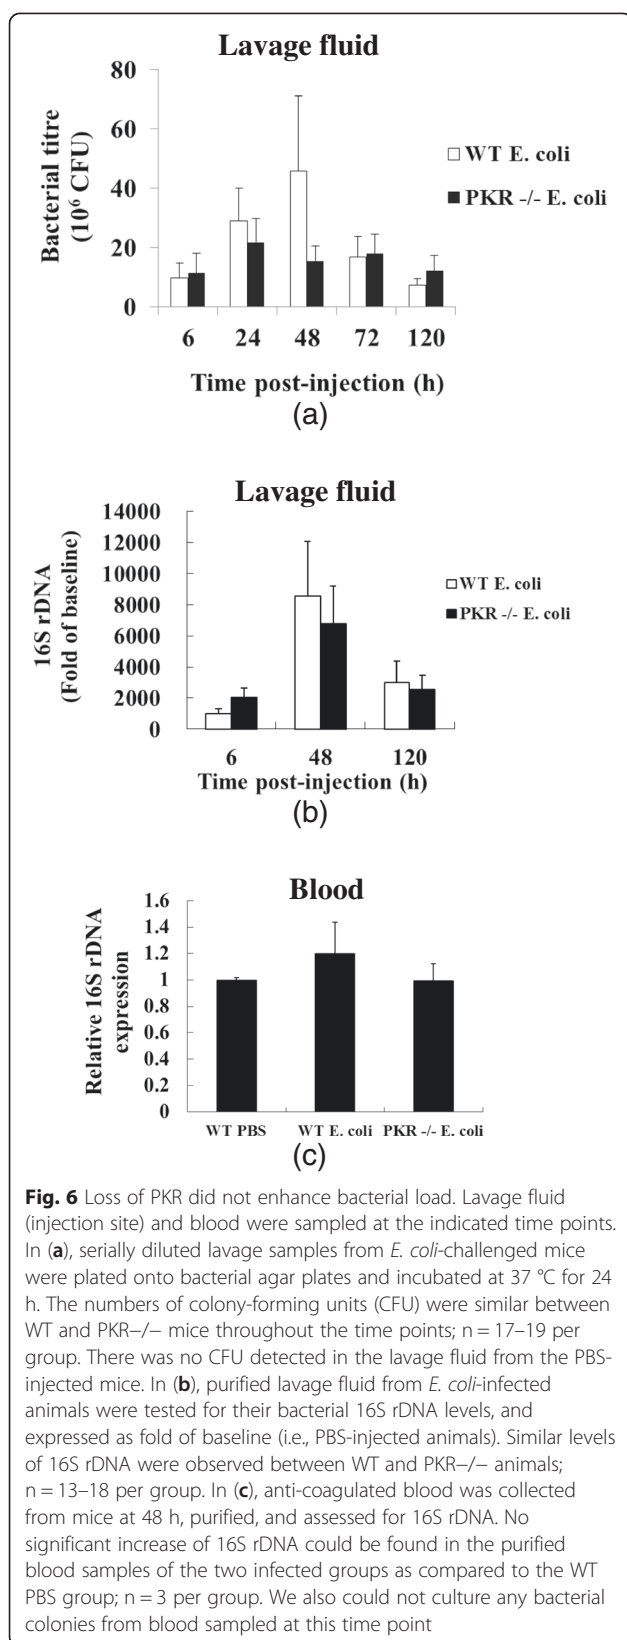 Lavage fluid
80
60
40
20
0
Bacterial titre
(10⁶ CFU)
WT E. coli
PKR -/- E. coli
6 24 48 72 120
Time post-injection (h)
(a)
Lavage fluid
14000
12000
10000
8000
6000
4000
2000
0
16S rDNA
(Fold of baseline)
WT E. coli
PKR -/- E. coli
6 48 120
Time post-injection (h)
(b)
Blood
1.6
1.4
1.2
1
0.8
0.6
0.4
0.2
0
Relative 16S rDNA
expression
WT PBS WT E. coli PKR -/- E. coli
(c)
Fig. 6 Loss of PKR did not enhance bacterial load. Lavage fluid
(injection site) and blood were sampled at the indicated time points.
In (a), serially diluted lavage samples from E. coli-challenged mice
were plated onto bacterial agar plates and incubated at 37 °C for 24
h. The numbers of colony-forming units (CFU) were similar between
WT and PKR−/− mice throughout the time points; n = 17–19 per
group. There was no CFU detected in the lavage fluid from the PBS-
injected mice. In (b), purified lavage fluid from E. coli-infected
animals were tested for their bacterial 16S rDNA levels, and
expressed as fold of baseline (i.e., PBS-injected animals). Similar levels
of 16S rDNA were observed between WT and PKR−/− animals;
n = 13–18 per group. In (c), anti-coagulated blood was collected
from mice at 48 h, purified, and assessed for 16S rDNA. No
significant increase of 16S rDNA could be found in the purified
blood samples of the two infected groups as compared to the WT
PBS group; n = 3 per group. We also could not culture any bacterial
colonies from blood sampled at this time point